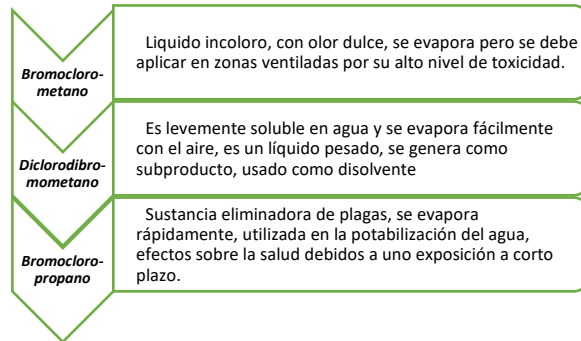 Bromocloro-
metano
Liquido incoloro, con olor dulce, se evapora pero se debe
aplicar en zonas ventiladas por su alto nivel de toxicidad.
Diclorodibro-
mometano
Es levemente soluble en agua y se evapora fácilmente
con el aire, es un líquido pesado, se genera como
subproducto, usado como disolvente
Bromocloro-
propano
Sustancia eliminadora de plagas, se evapora
rápidamente, utilizada en la potabilización del agua,
efectos sobre la salud debidos a uno exposición a corto
plazo.